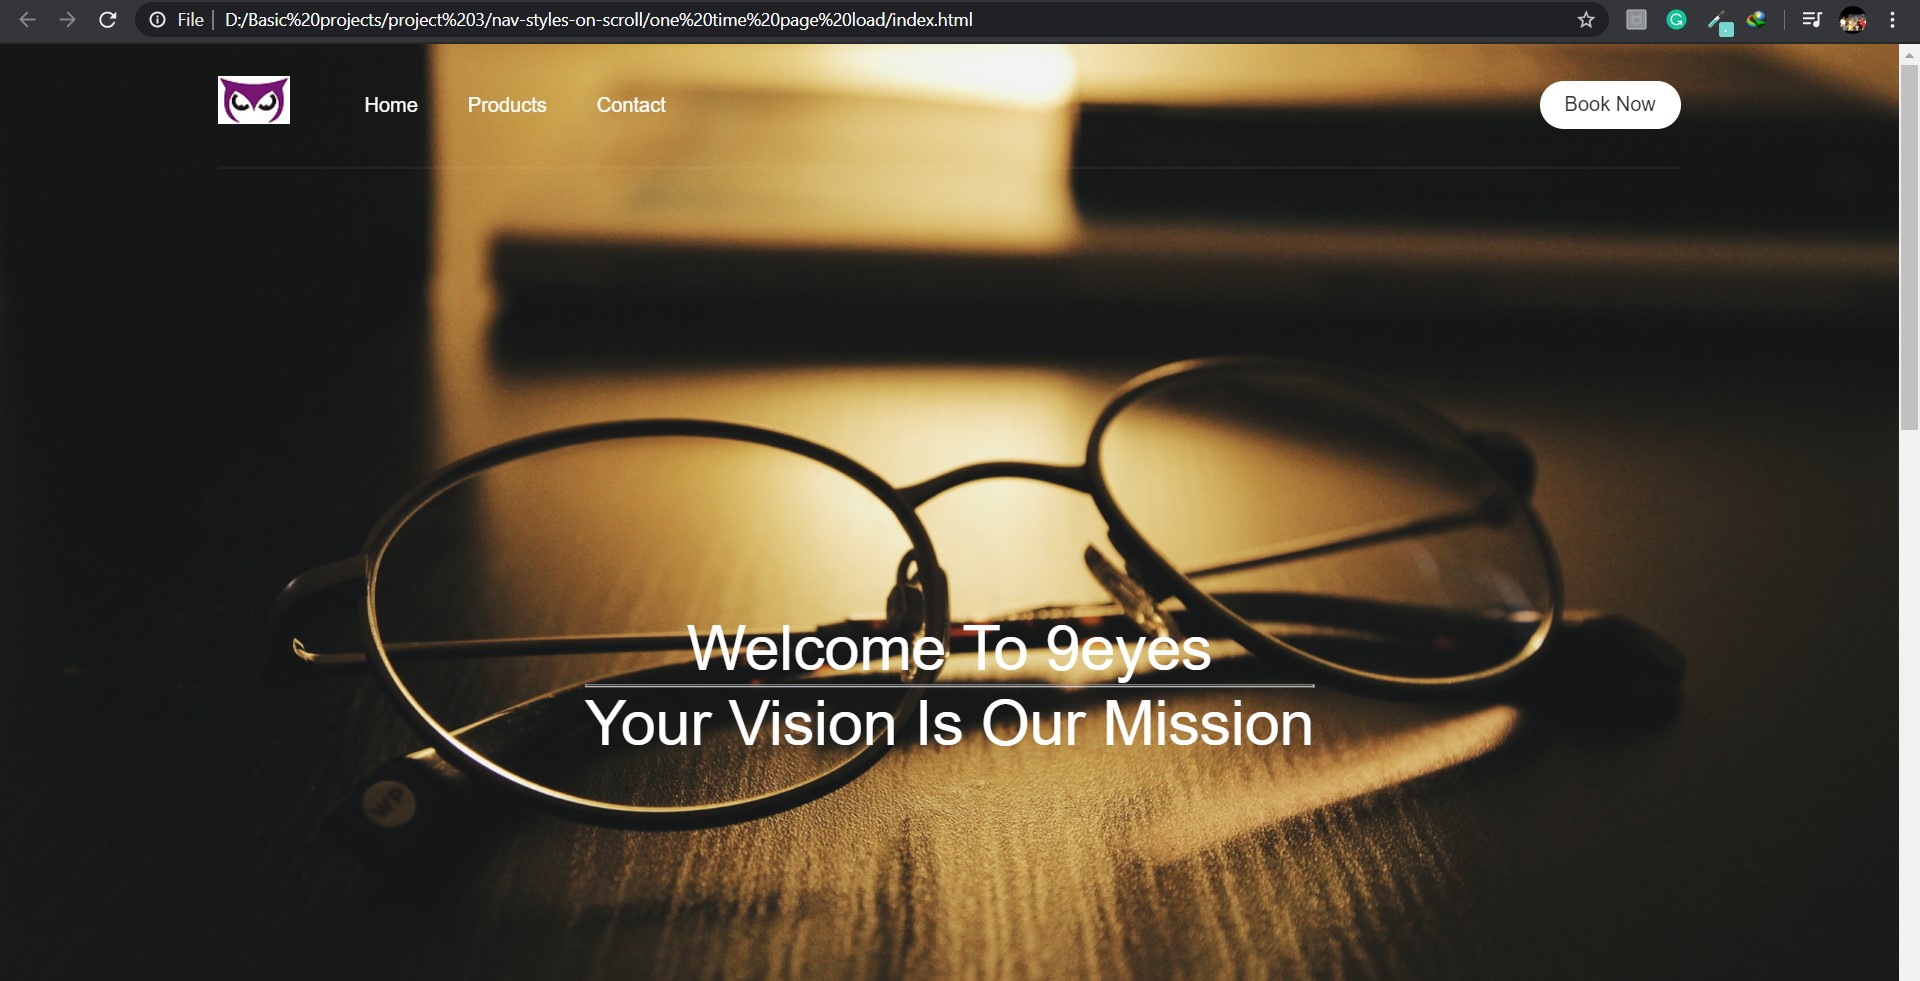 File | D:/Basic%20projects/project%203/nav-styles-on-scroll/one%20time%20page%20load/index.html
Home Products Contact Book Now
Welcome To 9eyes
Your Vision Is Our Mission
WP